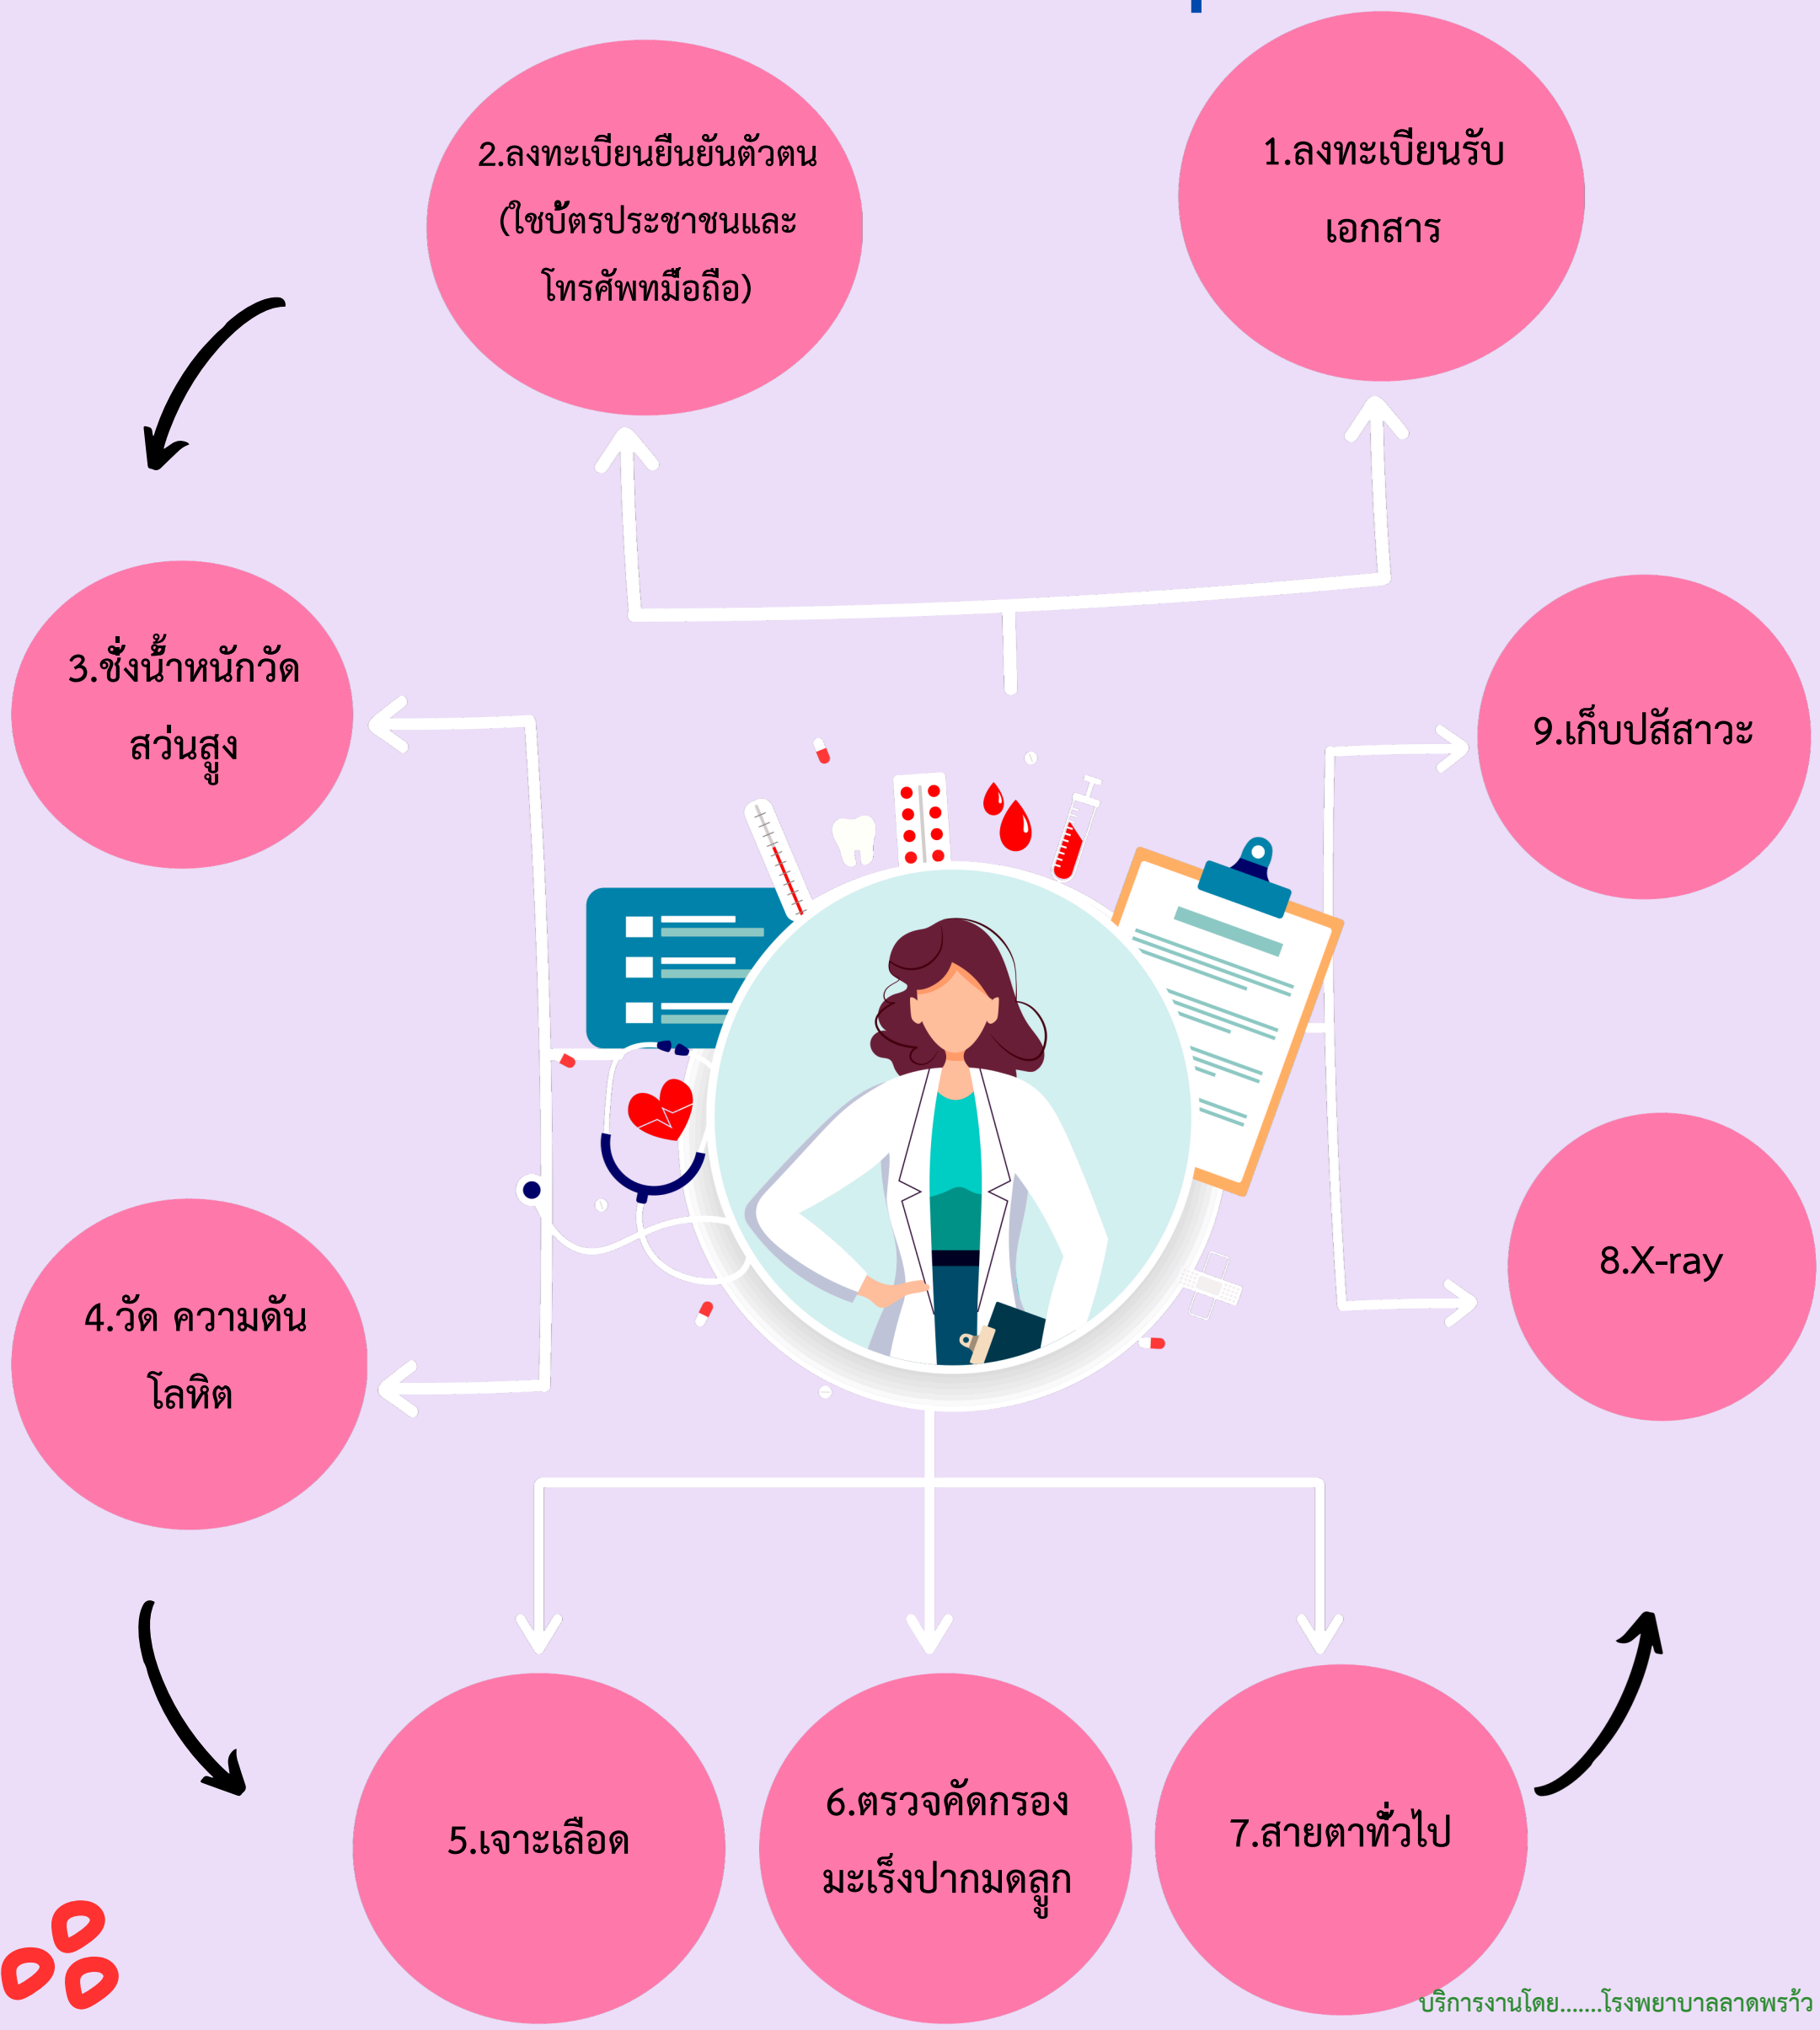 1.ลงทะเบียนรับ
เอกสาร
2.ลงทะเบียนยืนยันตัวตน
(ใชบั้ตรประชาชนและ
โทรศัพทมื์อถือ)
3.ชั่งน้ำหนักวัด
สว่นสูง
4.วัด ความดัน
โลหิต
5.เจาะเลือด
6.ตรวจคัดกรอง
มะเร็งปากมดลูก
7.สายตาทั่วไป
8.X-ray
9.เก็บปสัสาวะ
บริการงานโดย.......โรงพยาบาลลาดพร้าว